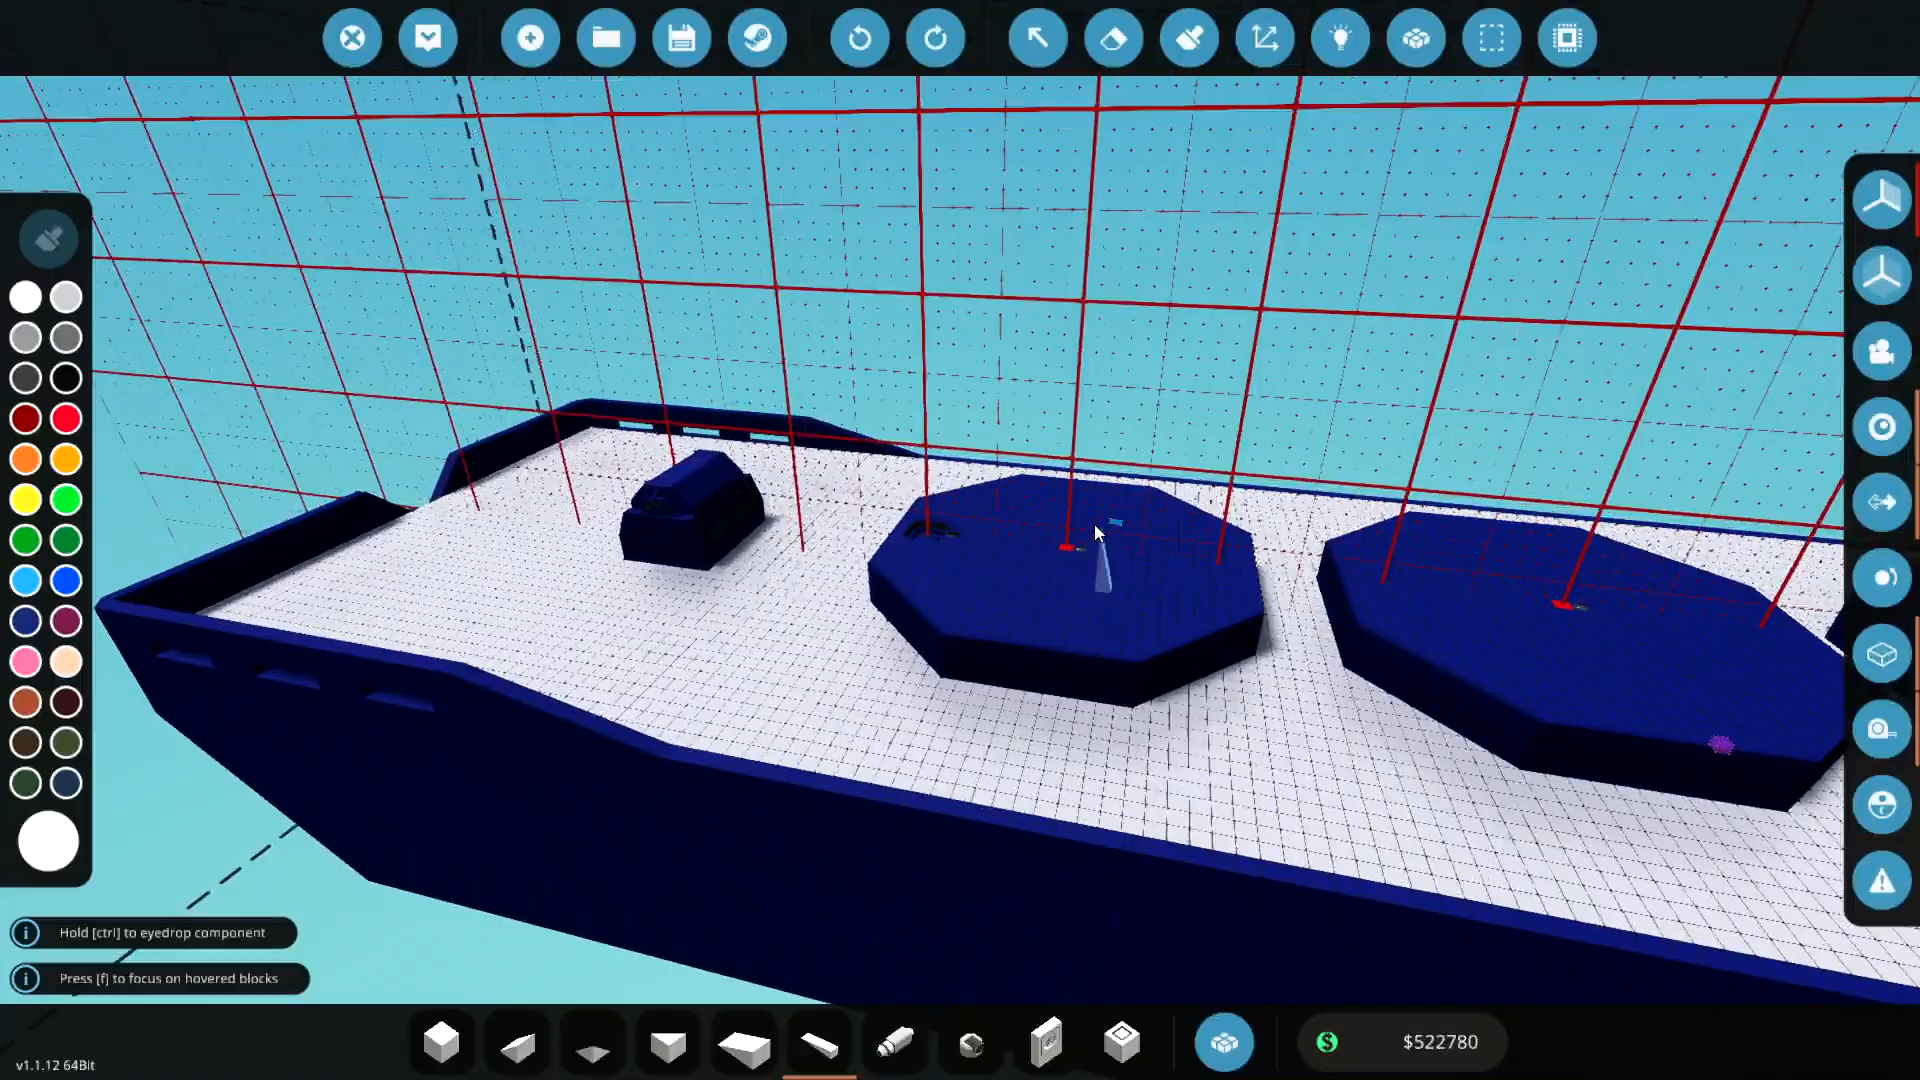 Hold [ctrl] to eyedrop component
Press [f] to focus on hovered blocks
v1.1.12 64Bit
$522780